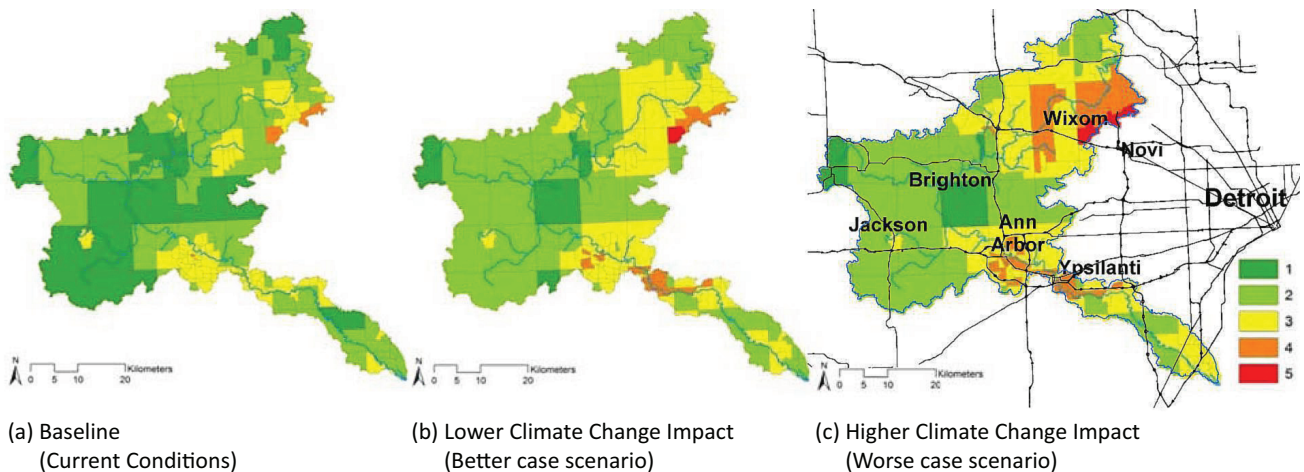 Wixom
Novi
Brighton
Detroit
Jackson
Ann
Arbor
Ypsilanti
1
2
3
4
5
N
0 5 10 20
Kilometers
N
0 5 10 20
Kilometers
N
0 5 10 20
Kilometers
(a) Baseline
(Current Conditions)
(b) Lower Climate Change Impact
(Better case scenario)
(c) Higher Climate Change Impact
(Worse case scenario)